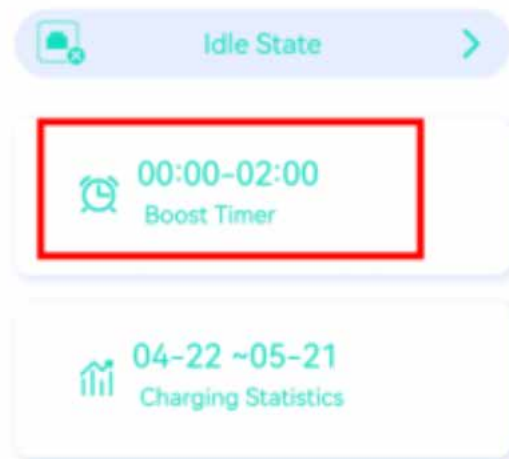 Idle State
00:00-02:00
Boost Timer
04-22 ~05-21
Charging Statistics